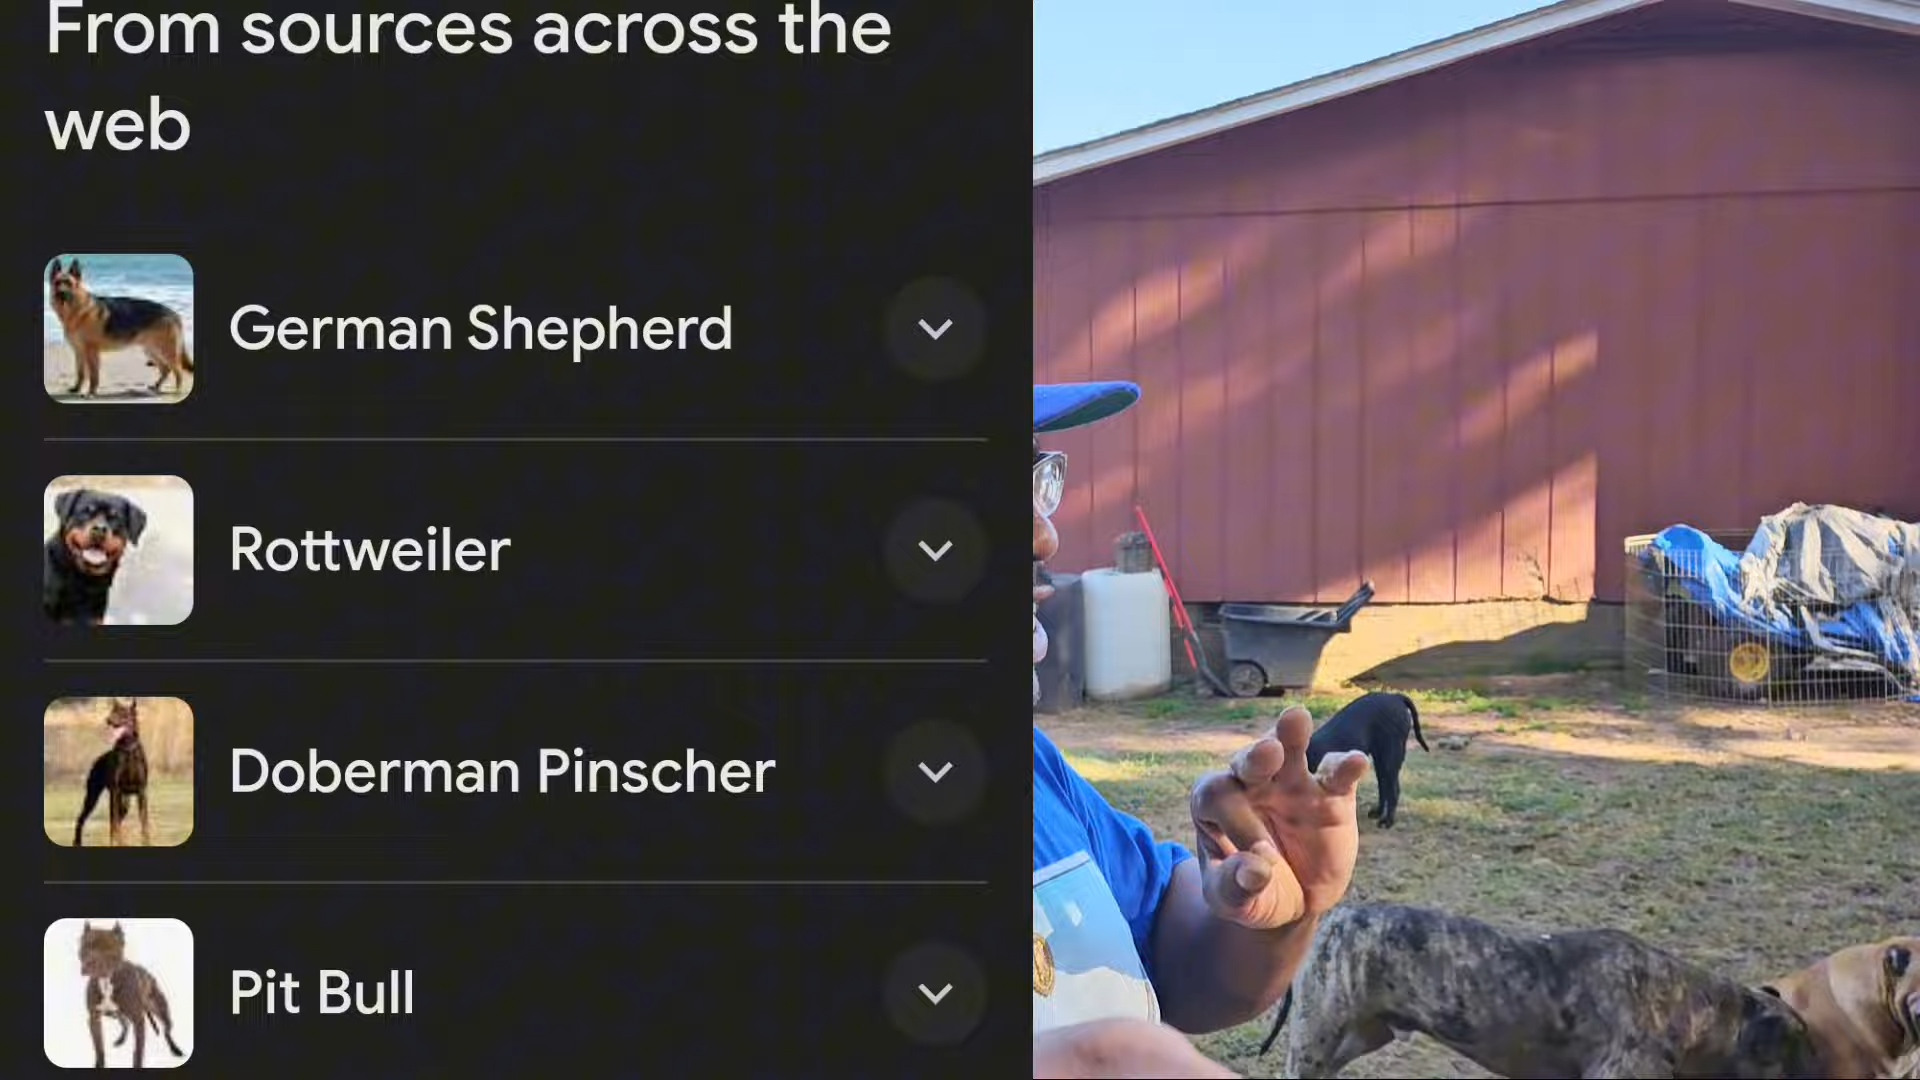 From sources across the
web
German Shepherd
Rottweiler
Doberman Pinscher
Pit Bull